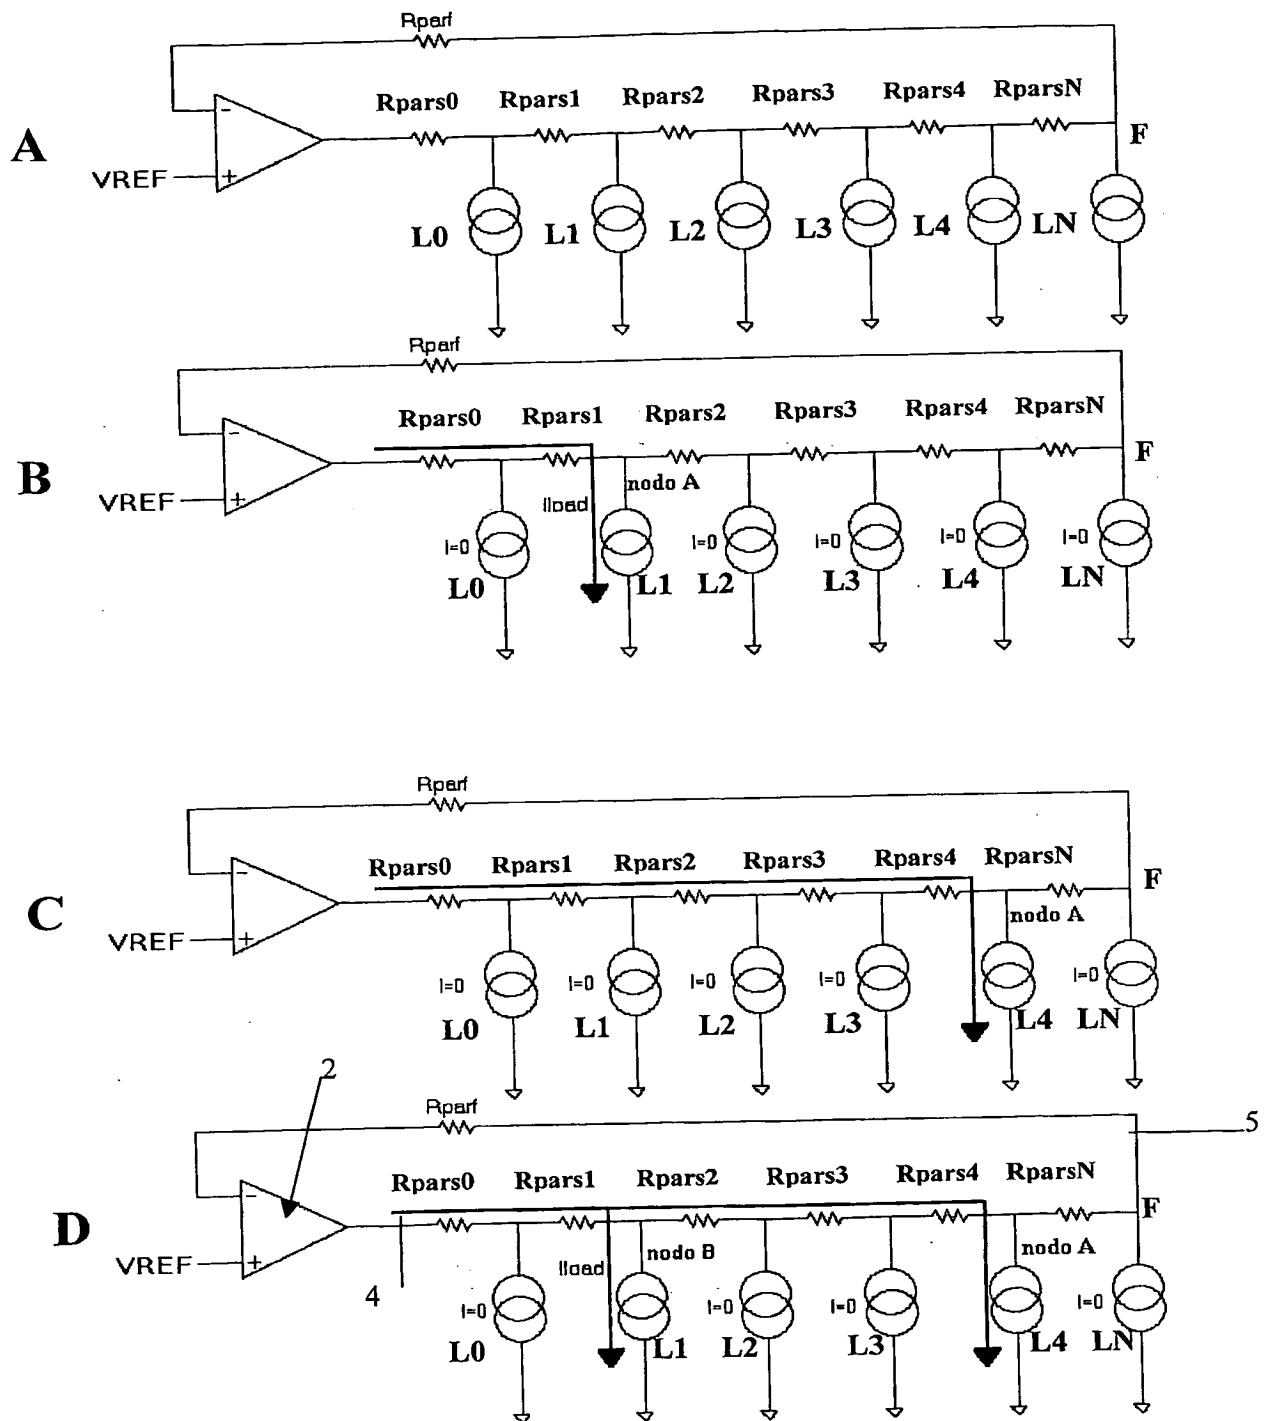 Rparf
Rpars0 Rpars1 Rpars2 Rpars3 Rpars4 RparsN
A
F
VREF
L0 L1 L2 L3 L4 LN
Rparf
Rpars0 Rpars1 Rpars2 Rpars3 Rpars4 RparsN
B
F
VREF
nodo A
Iload
I=0 I=0 I=0 I=0 I=0
L0 L1 L2 L3 L4 LN
Rparf
Rpars0 Rpars1 Rpars2 Rpars3 Rpars4 RparsN
C
F
VREF
nodo A
I=0 I=0 I=0 I=0 I=0
L0 L1 L2 L3 L4 LN
2
Rparf
5
Rpars0 Rpars1 Rpars2 Rpars3 Rpars4 RparsN
D
F
VREF
nodo B nodo A
Iload
4
I=0 I=0 I=0 I=0
L0 L1 L2 L3 L4 LN